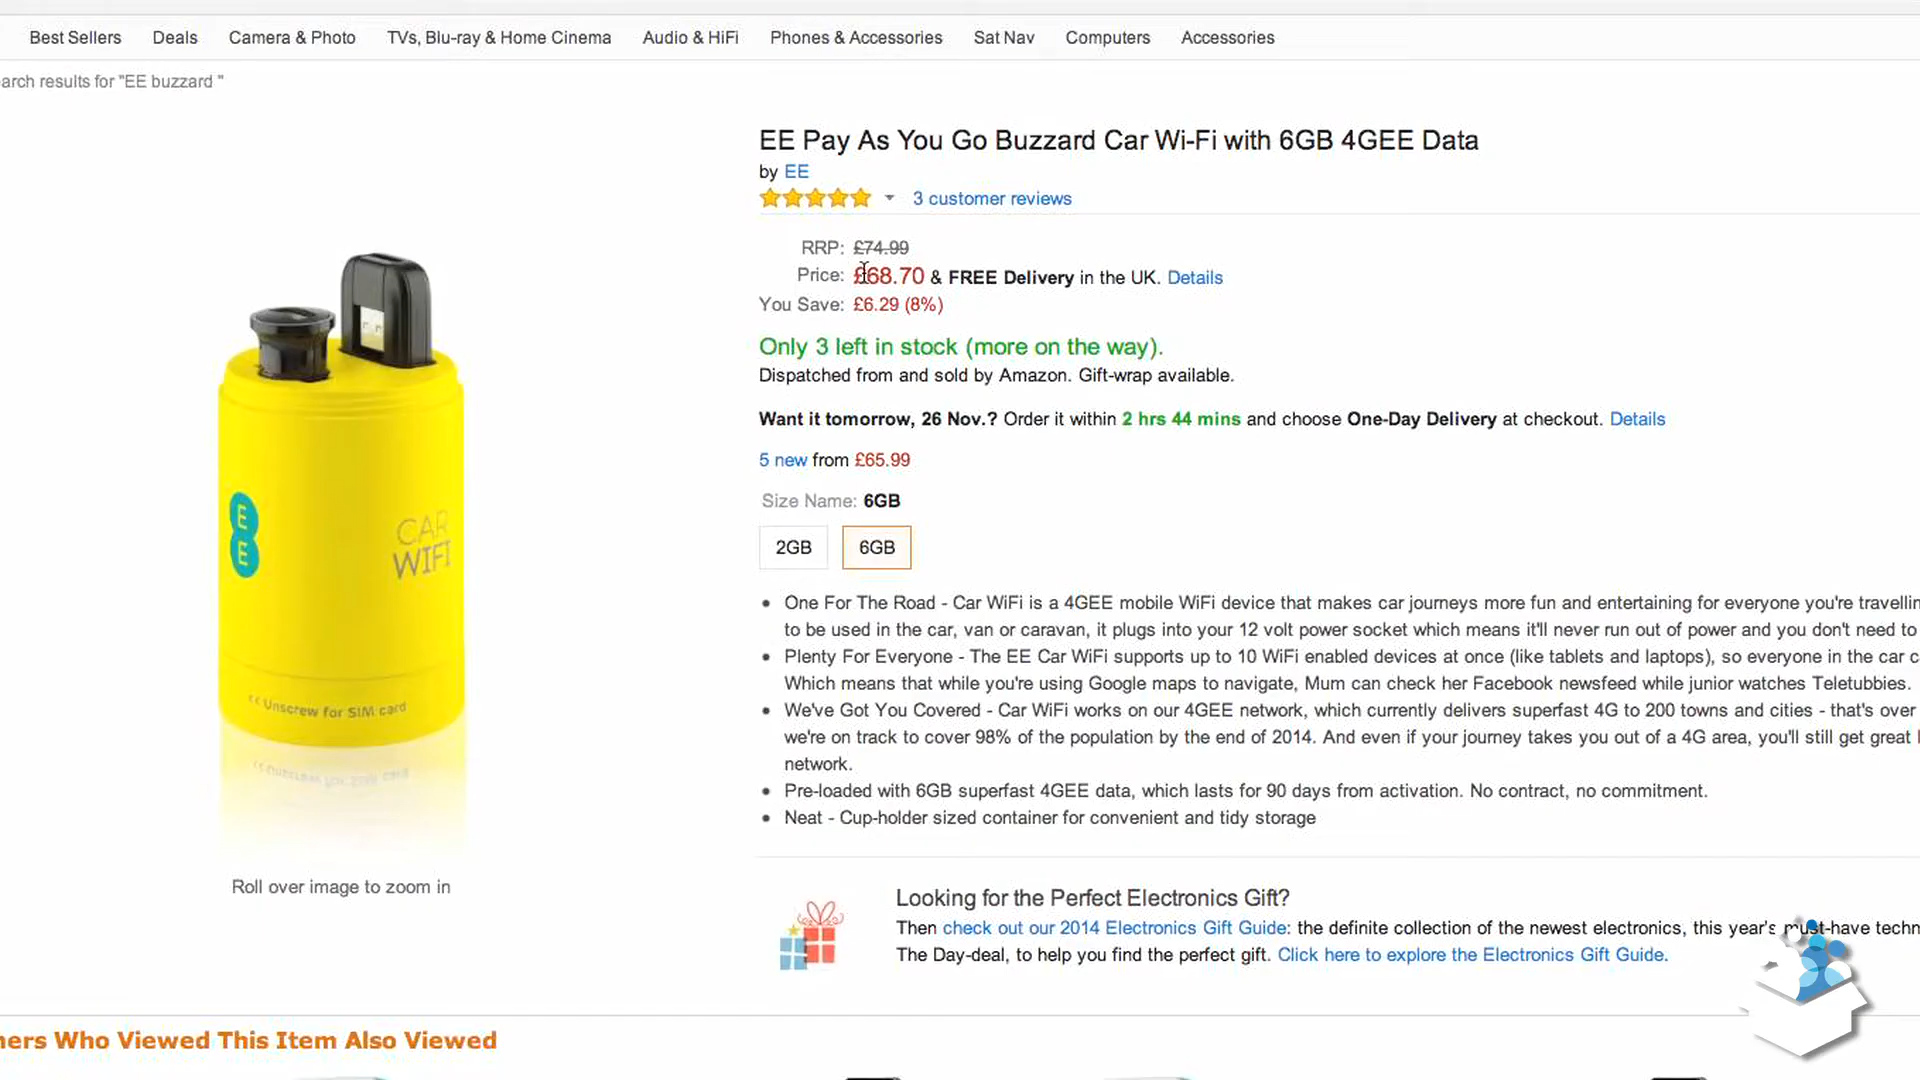 Best Sellers Deals Camera & Photo TVs, Blu-ray & Home Cinema Audio & HiFi Phones & Accessories Sat Nav Computers Accessories
arch results for "EE buzzard "
EE Pay As You Go Buzzard Car Wi-Fi with 6GB 4GEE Data
by EE
3 customer reviews
RRP: £74.99
Price: £68.70 & FREE Delivery in the UK. Details
You Save: £6.29 (8%)
Only 3 left in stock (more on the way).
Dispatched from and sold by Amazon. Gift-wrap available.
Want it tomorrow, 26 Nov.? Order it within 2 hrs 44 mins and choose One-Day Delivery at checkout. Details
5 new from £65.99
Size Name: 6GB
2GB 6GB
E
E
CAR
WIFI
<< Unscrew for SIM card
Roll over image to zoom in
• One For The Road - Car WiFi is a 4GEE mobile WiFi device that makes car journeys more fun and entertaining for everyone you're travellin
to be used in the car, van or caravan, it plugs into your 12 volt power socket which means it'll never run out of power and you don't need to
• Plenty For Everyone - The EE Car WiFi supports up to 10 WiFi enabled devices at once (like tablets and laptops), so everyone in the car c
Which means that while you're using Google maps to navigate, Mum can check her Facebook newsfeed while junior watches Teletubbies.
• We've Got You Covered - Car WiFi works on our 4GEE network, which currently delivers superfast 4G to 200 towns and cities - that's over
we're on track to cover 98% of the population by the end of 2014. And even if your journey takes you out of a 4G area, you'll still get great
network.
• Pre-loaded with 6GB superfast 4GEE data, which lasts for 90 days from activation. No contract, no commitment.
• Neat - Cup-holder sized container for convenient and tidy storage
Looking for the Perfect Electronics Gift?
Then check out our 2014 Electronics Gift Guide: the definite collection of the newest electronics, this year's must-have techn
The Day-deal, to help you find the perfect gift. Click here to explore the Electronics Gift Guide.
ners Who Viewed This Item Also Viewed